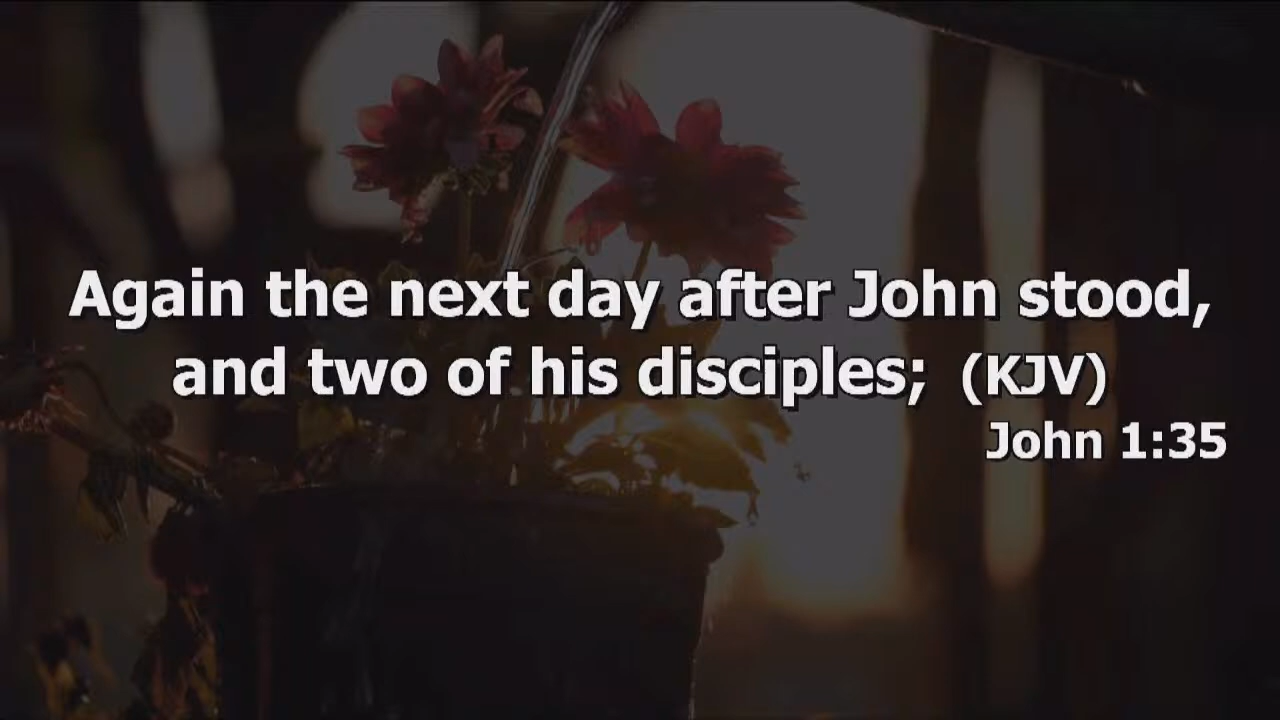 Again the next day after John stood,
and two of his disciples;  (KJV)
John 1:35